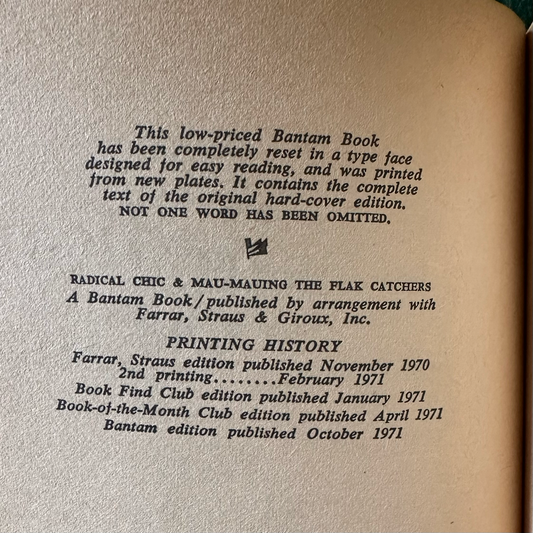 This low-priced Bantam Book
has been completely reset in a type face
designed for easy reading, and was printed
from new plates. It contains the complete
text of the original hard-cover edition.
NOT ONE WORD HAS BEEN OMITTED.
RADICAL CHIC & MAU-MAUING THE FLAK CATCHERS
A Bantam Book / published by arrangement with
Farrar, Straus & Giroux, Inc.
PRINTING HISTORY
Farrar, Straus edition published November 1970
2nd printing........February 1971
Book Find Club edition published January 1971
Book-of-the-Month Club edition published April 1971
Bantam edition published October 1971